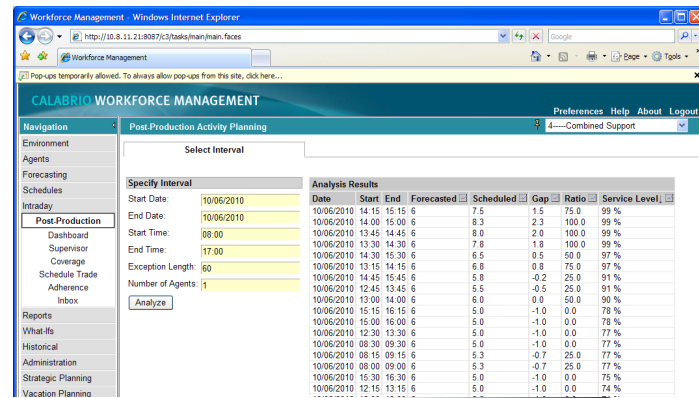 Workforce Management - Windows Internet Explorer
http://10.8.11.21:8087/c3/tasks/main/main.faces
Google
Workforce Management
Page Tools
Pop-ups temporarily allowed. To always allow pop-ups from this site, click here...
CALABRIO WORKFORCE MANAGEMENT
Preferences Help About Logout
Navigation
Post-Production Activity Planning
4-----Combined Support
Environment
Agents
Forecasting
Schedules
Intraday
Post-Production
Dashboard
Supervisor
Coverage
Schedule Trade
Adherence
Inbox
Reports
What-Ifs
Historical
Administration
Strategic Planning
Vacation Planning
Select Interval
Specify Interval
Start Date: 10/06/2010
End Date: 10/06/2010
Start Time: 08:00
End Time: 17:00
Exception Length: 60
Number of Agents: 1
Analyze
Analysis Results
Date Start End Forecasted Scheduled Gap Ratio Service Level
10/06/2010 14:15 15:15 6 7.5 1.5 75.0 99 %
10/06/2010 14:00 15:00 6 8.3 2.3 100.0 99 %
10/06/2010 13:45 14:45 6 8.0 2.0 100.0 99 %
10/06/2010 13:30 14:30 6 7.8 1.8 100.0 99 %
10/06/2010 14:30 15:30 6 6.5 0.5 50.0 97 %
10/06/2010 13:15 14:15 6 6.8 0.8 75.0 97 %
10/06/2010 14:45 15:45 6 5.8 -0.2 25.0 91 %
10/06/2010 12:45 13:45 6 5.5 -0.5 25.0 91 %
10/06/2010 13:00 14:00 6 6.0 0.0 50.0 90 %
10/06/2010 15:15 16:15 6 5.0 -1.0 0.0 78 %
10/06/2010 15:00 16:00 6 5.0 -1.0 0.0 78 %
10/06/2010 12:30 13:30 6 5.0 -1.0 0.0 77 %
10/06/2010 08:30 09:30 6 5.0 -1.0 0.0 77 %
10/06/2010 08:15 09:15 6 5.3 -0.7 25.0 77 %
10/06/2010 08:00 09:00 6 5.3 -0.7 25.0 77 %
10/06/2010 15:30 16:30 6 5.0 -1.0 0.0 75 %
10/06/2010 12:15 13:15 6 5.0 -1.0 0.0 74 %